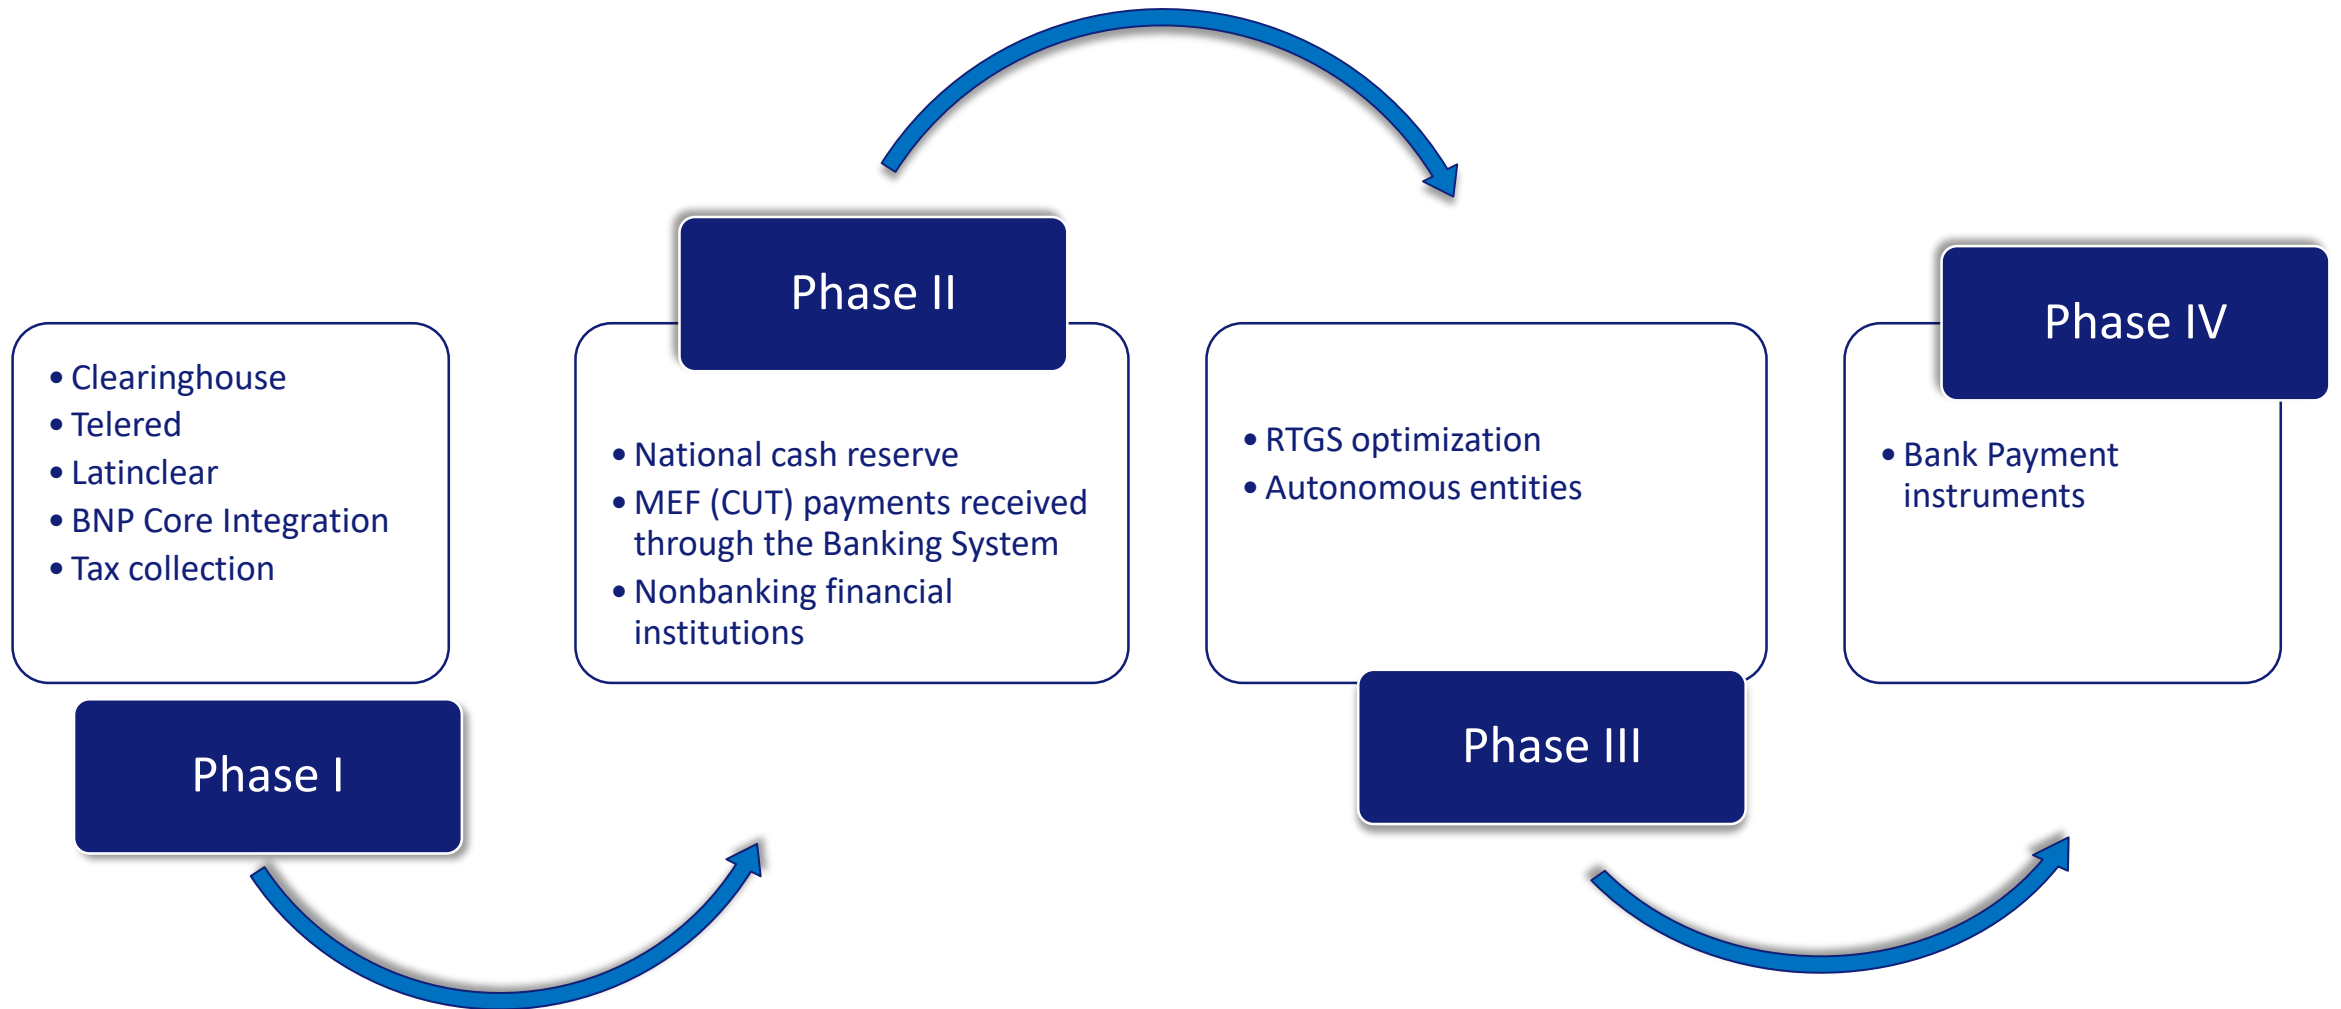 • Clearinghouse
• Telered
• Latinclear
• BNP Core Integration
• Tax collection
Phase I
Phase II
• National cash reserve
• MEF (CUT) payments received
through the Banking System
• Nonbanking financial
institutions
• RTGS optimization
• Autonomous entities
Phase III
Phase IV
• Bank Payment
instruments